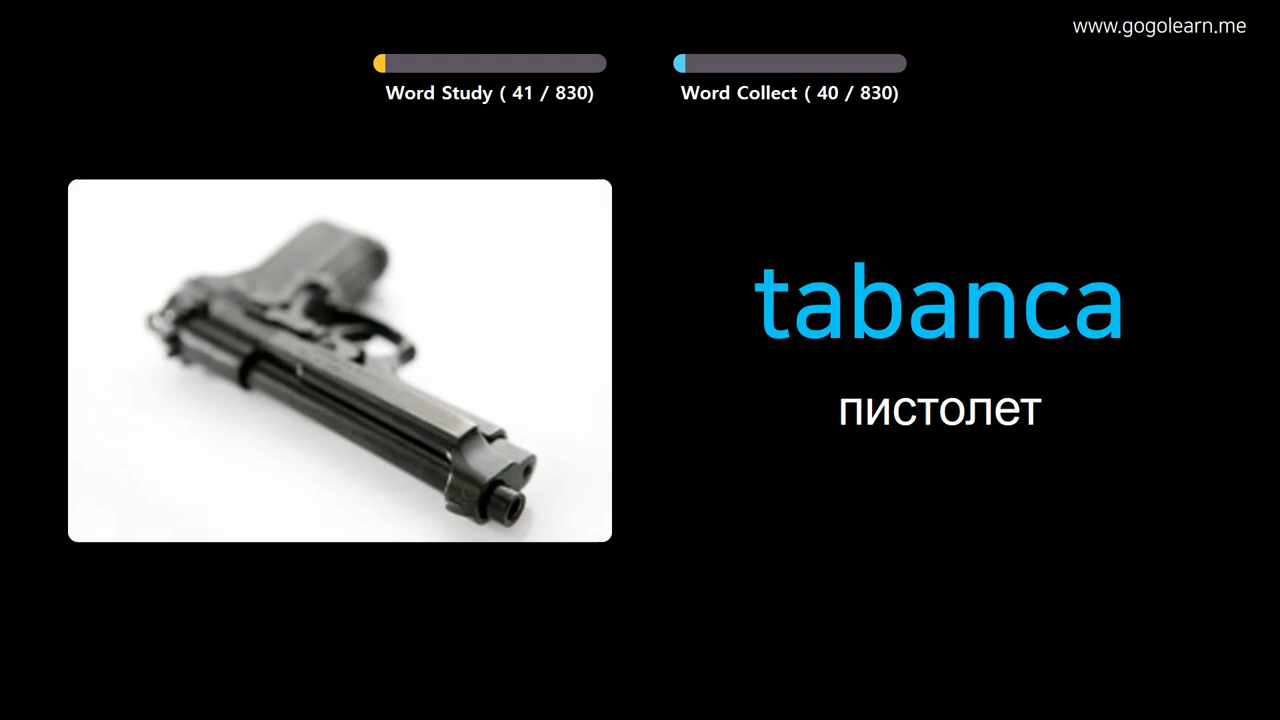 www.gogolearn.me
Word Study ( 41 / 830)
Word Collect ( 40 / 830)
tabanca
пистолет